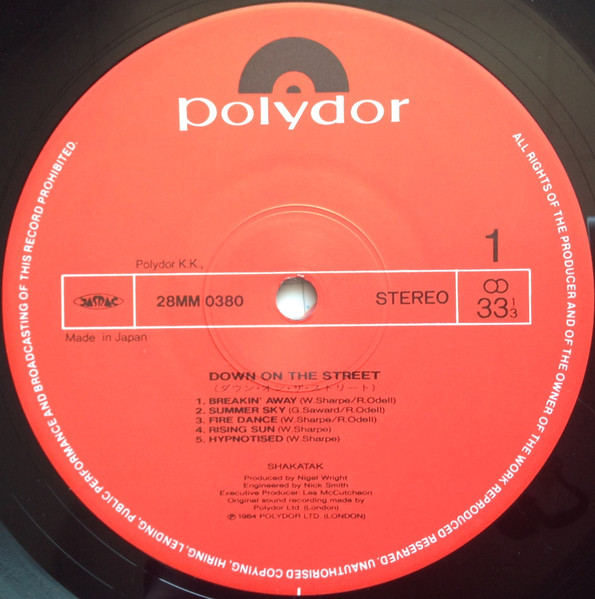 polydor
ALL RIGHTS OF THE PRODUCER AND OF THE OWNER OF THE WORK REPRODUCED RESERVED. UNAUTHORISED COPYING, HIRING, LENDING, PUBLIC PERFORMANCE AND BROADCASTING OF THIS RECORD PROHIBITED.
1
Polydor K.K.,
JASRAC
28MM 0380
STEREO
33 1/3
Made in Japan
DOWN ON THE STREET
(ダウン・オン・ザ・ストリート)
1. BREAKIN' AWAY (W.Sharpe/R.Odell)
2. SUMMER SKY (G.Saward/R.Odell)
3. FIRE DANCE (W.Sharpe/R.Odell)
4. RISING SUN (W.Sharpe)
5. HYPNOTISED (W.Sharpe)
SHAKATAK
Produced by Nigel Wright
Engineered by Nick Smith
Executive Producer: Les McCutcheon
Original sound recording made by
Polydor Ltd. (London)
Ⓟ 1984 POLYDOR LTD. (LONDON)